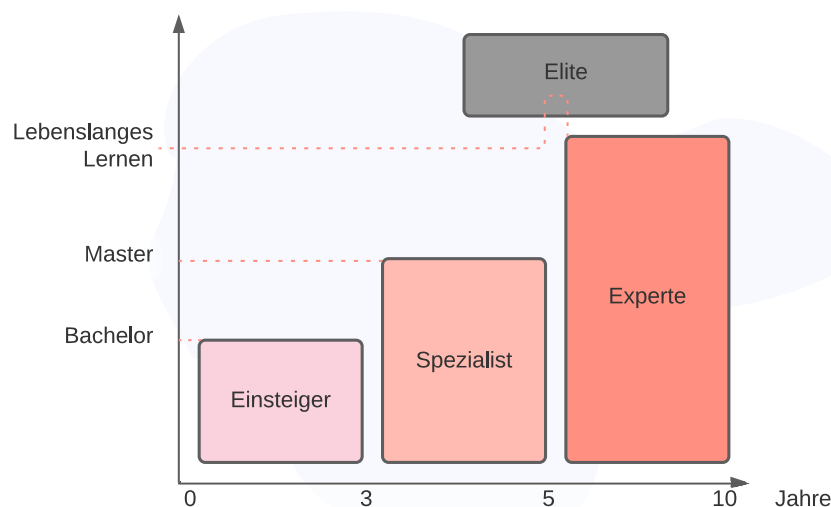 Elite
Lebenslanges
Lernen
Master
Experte
Bachelor
Spezialist
Einsteiger
0 3 5 10 Jahre